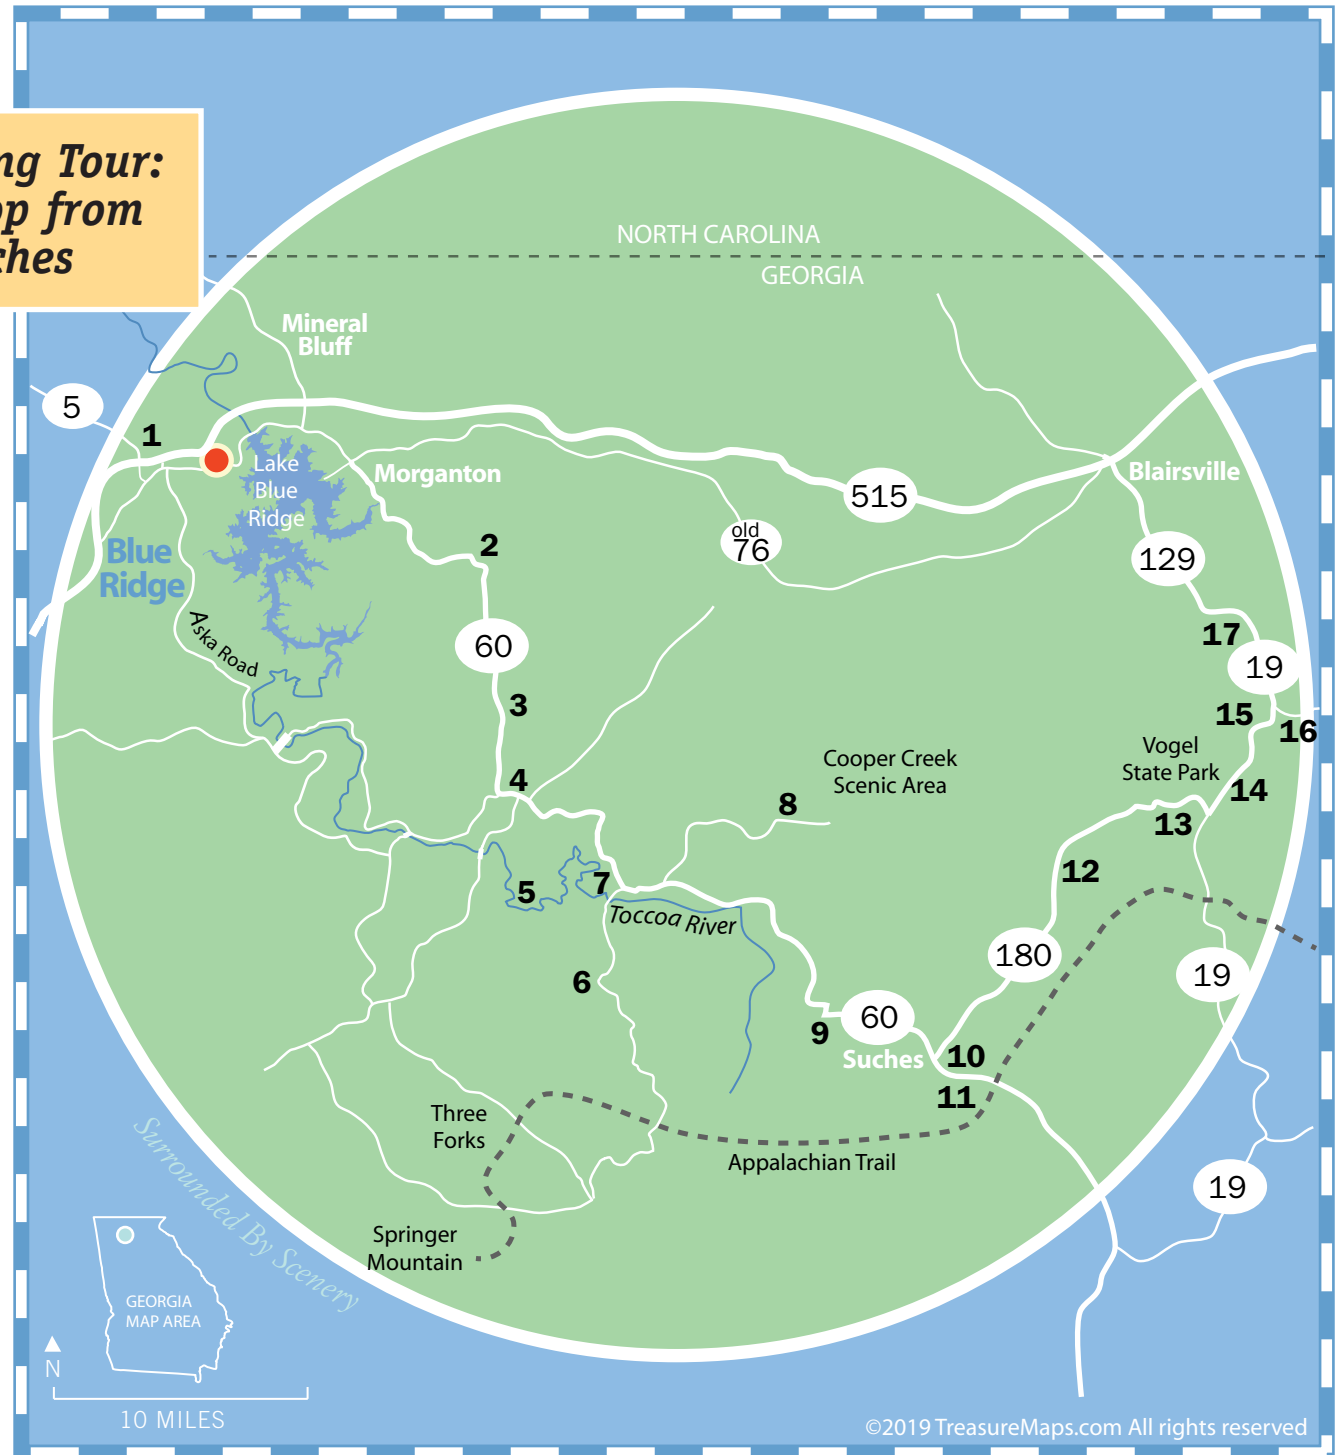 ng Tour:
op from
ches
NORTH CAROLINA
GEORGIA
Mineral
Bluff
5
1
Lake
Blue
Ridge
Morganton
515
Blairsville
old
76
2
129
Blue
Ridge
60
17
19
Aska Road
3
15
16
Vogel
State Park
Cooper Creek
Scenic Area
4
8
14
13
12
5
7
Toccoa River
180
19
6
9
60
Suches
10
11
Three
Forks
Appalachian Trail
19
Springer
Mountain
Surrounded By Scenery
GEORGIA
MAP AREA
N
10 MILES
©2019 TreasureMaps.com All rights reserved